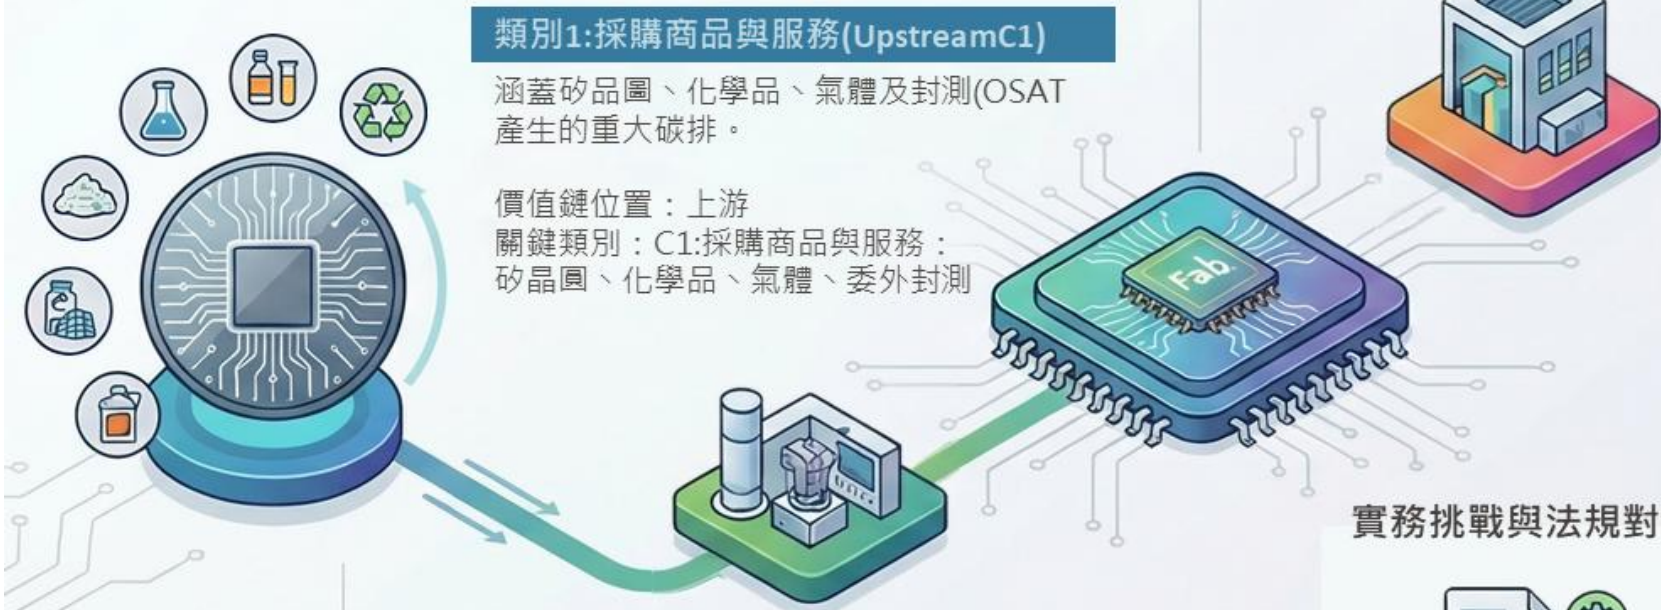 類別1:採購商品與服務(UpstreamC1)
涵蓋矽品圖、化學品、氣體及封測(OSAT
產生的重大碳排。
價值鏈位置：上游
關鍵類別：C1:採購商品與服務：
矽晶圓、化學品、氣體、委外封測
Fab.
實務挑戰與法規對